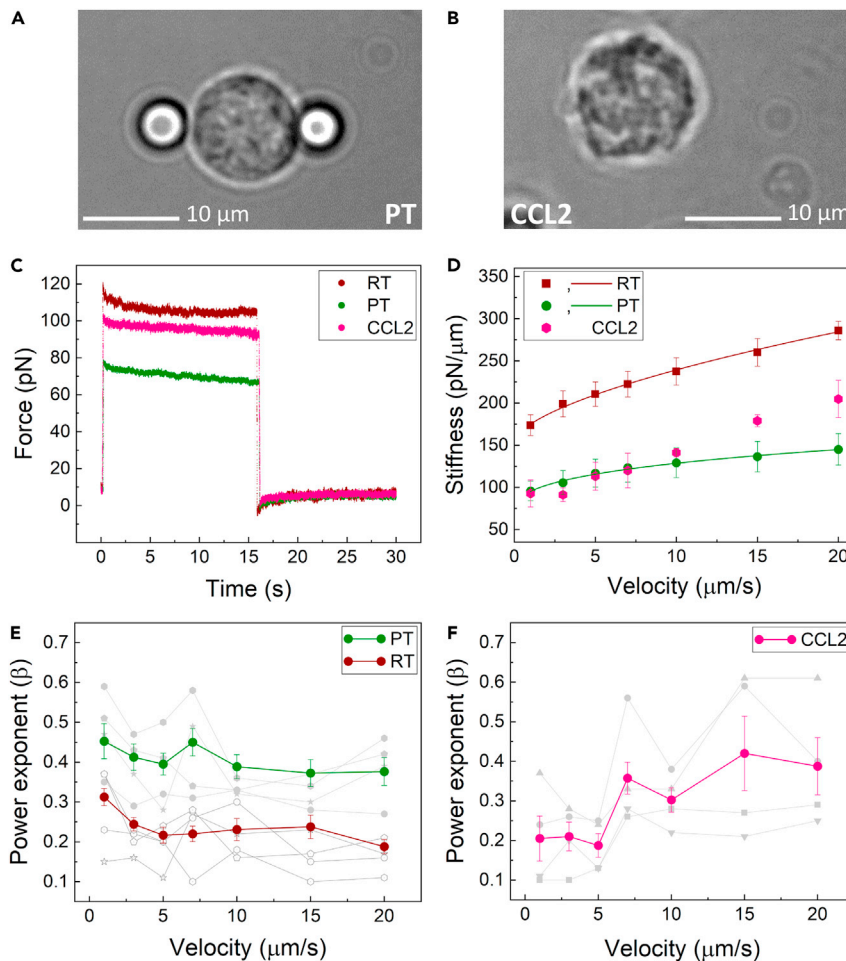 A
B
10 μm
PT
CCL2
10 μm
C
D
120
100
80
60
40
20
0
Force (pN)
RT
PT
CCL2
0
5
10
15
20
25
30
Time (s)
350
300
250
200
150
100
50
Stiffness (pN/μm)
, RT
, PT
CCL2
0
5
10
15
20
Velocity (μm/s)
E
F
0.7
0.6
0.5
0.4
0.3
0.2
0.1
Power exponent (β)
PT
RT
0
5
10
15
20
Velocity (μm/s)
0.7
0.6
0.5
0.4
0.3
0.2
0.1
Power exponent (β)
CCL2
0
5
10
15
20
Velocity (μm/s)